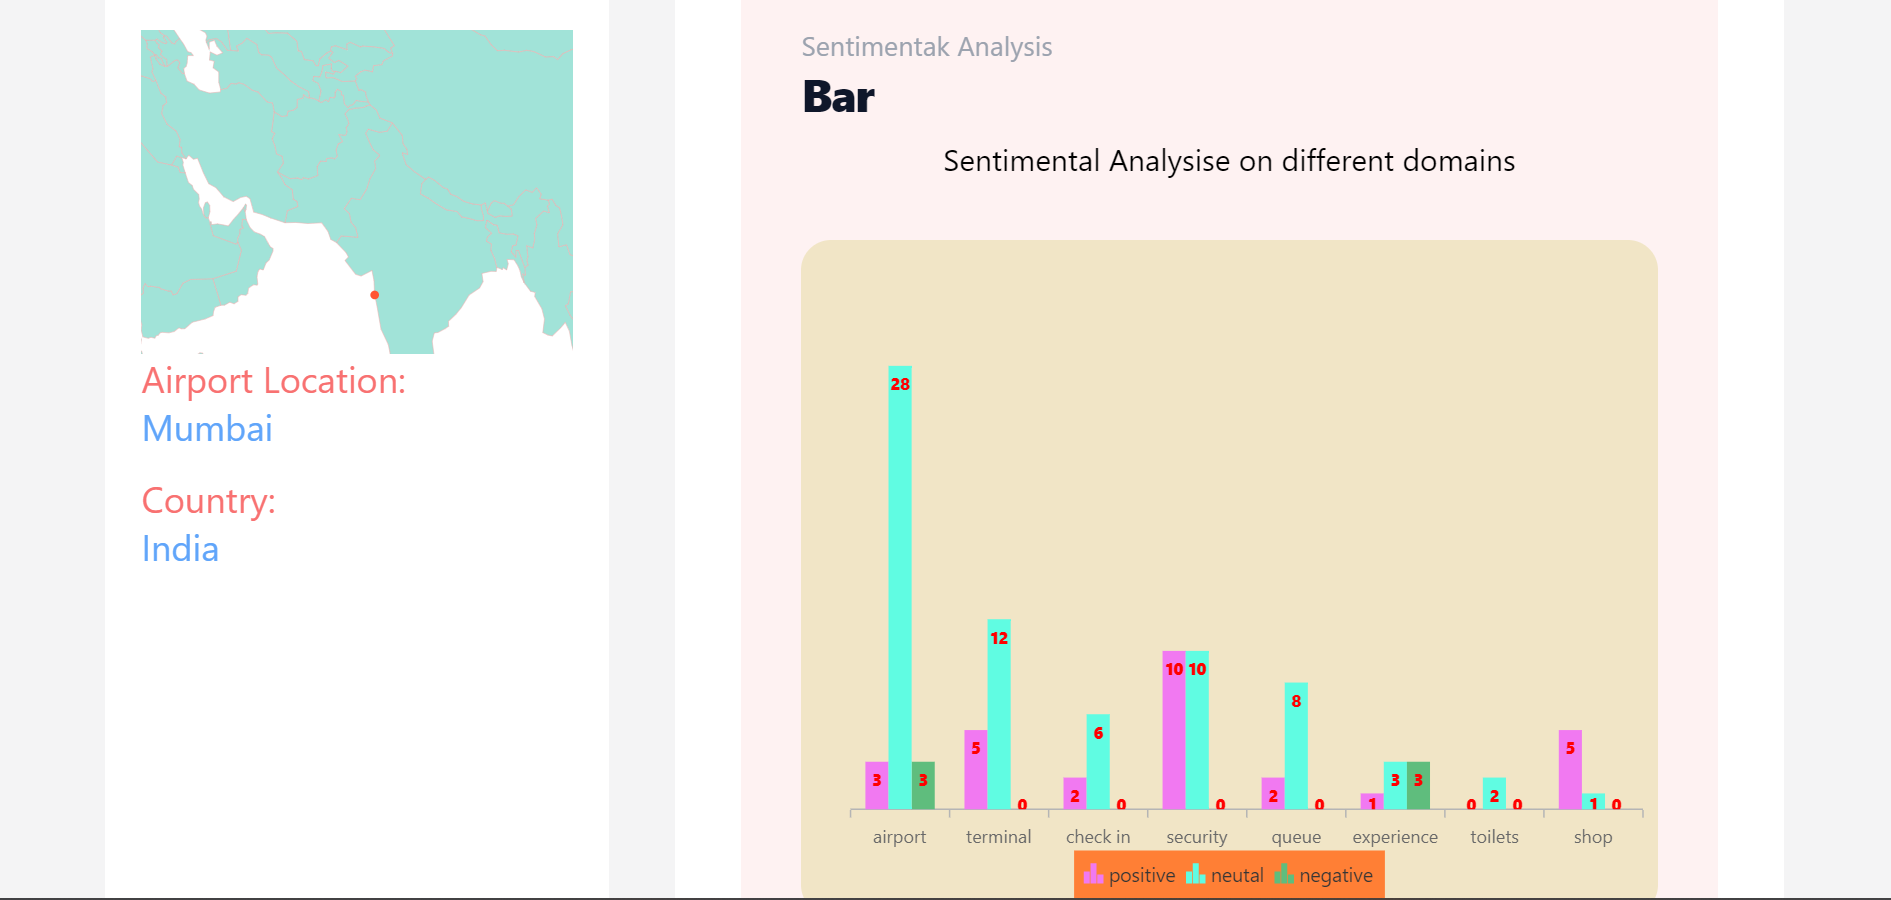 Airport Location:
Mumbai
Country:
India
Sentimentak Analysis
Bar
Sentimental Analysise on different domains
28
12
10 10
8
6
5
5
3
3
3
3
2
2
2
1
1
0
0
0
0
0
0
0
airport terminal check in security queue experience toilets shop
positive neutal negative